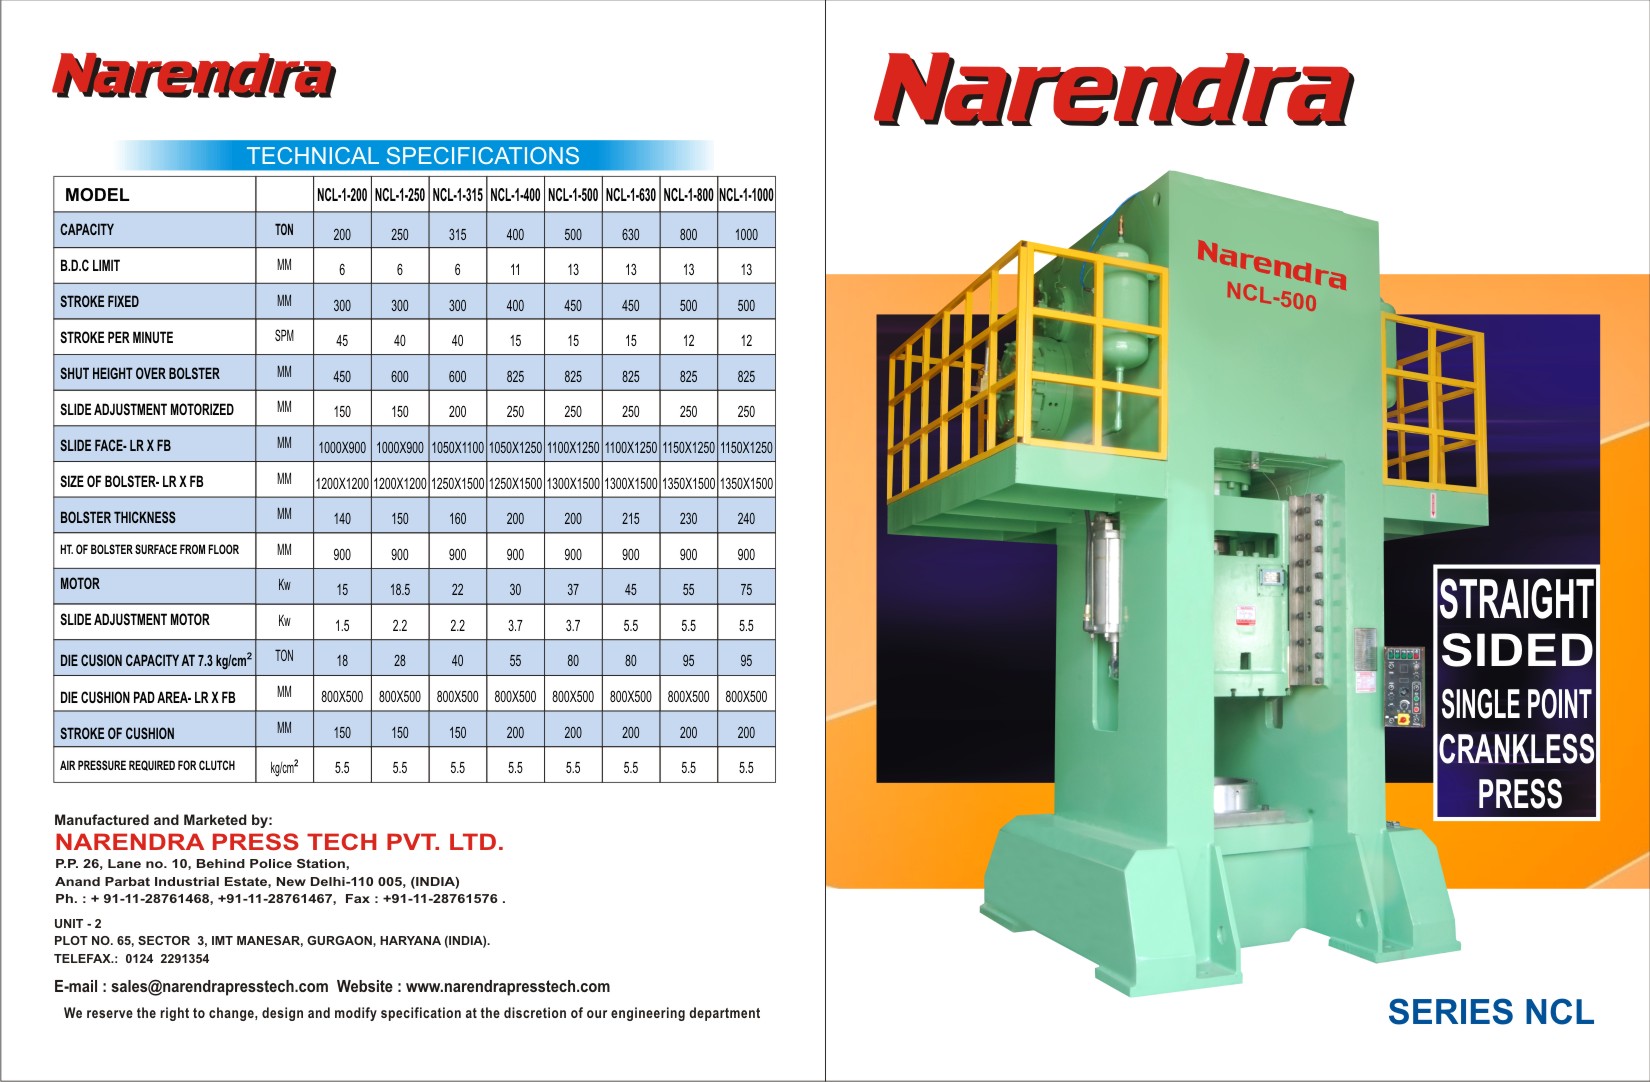 Narendra
TECHNICAL SPECIFICATIONS
MODEL NCL-1-200 NCL-1-250 NCL-1-315 NCL-1-400 NCL-1-500 NCL-1-630 NCL-1-800 NCL-1-1000
CAPACITY TON 200 250 315 400 500 630 800 1000
B.D.C LIMIT MM 6 6 6 11 13 13 13 13
STROKE FIXED MM 300 300 300 400 450 450 500 500
STROKE PER MINUTE SPM 45 40 40 15 15 15 12 12
SHUT HEIGHT OVER BOLSTER MM 450 600 600 825 825 825 825 825
SLIDE ADJUSTMENT MOTORIZED MM 150 150 200 250 250 250 250 250
SLIDE FACE- LR X FB MM 1000X900 1000X900 1050X1100 1050X1250 1100X1250 1100X1250 1150X1250 1150X1250
SIZE OF BOLSTER- LR X FB MM 1200X1200 1200X1200 1250X1500 1250X1500 1300X1500 1300X1500 1350X1500 1350X1500
BOLSTER THICKNESS MM 140 150 160 200 200 215 230 240
HT. OF BOLSTER SURFACE FROM FLOOR MM 900 900 900 900 900 900 900 900
MOTOR Kw 15 18.5 22 30 37 45 55 75
SLIDE ADJUSTMENT MOTOR Kw 1.5 2.2 2.2 3.7 3.7 5.5 5.5 5.5
DIE CUSION CAPACITY AT 7.3 kg/cm² TON 18 28 40 55 80 80 95 95
DIE CUSHION PAD AREA- LR X FB MM 800X500 800X500 800X500 800X500 800X500 800X500 800X500 800X500
STROKE OF CUSHION MM 150 150 150 200 200 200 200 200
AIR PRESSURE REQUIRED FOR CLUTCH kg/cm² 5.5 5.5 5.5 5.5 5.5 5.5 5.5 5.5
Manufactured and Marketed by:
NARENDRA PRESS TECH PVT. LTD.
P.P. 26, Lane no. 10, Behind Police Station,
Anand Parbat Industrial Estate, New Delhi-110 005, (INDIA)
Ph. : + 91-11-28761468, +91-11-28761467, Fax : +91-11-28761576 .
UNIT - 2
PLOT NO. 65, SECTOR 3, IMT MANESAR, GURGAON, HARYANA (INDIA).
TELEFAX.: 0124 2291354
E-mail : sales@narendrapresstech.com Website : www.narendrapresstech.com
We reserve the right to change, design and modify specification at the discretion of our engineering department
Narendra
Narendra
NCL-500
STRAIGHT
SIDED
SINGLE POINT
CRANKLESS
PRESS
SERIES NCL